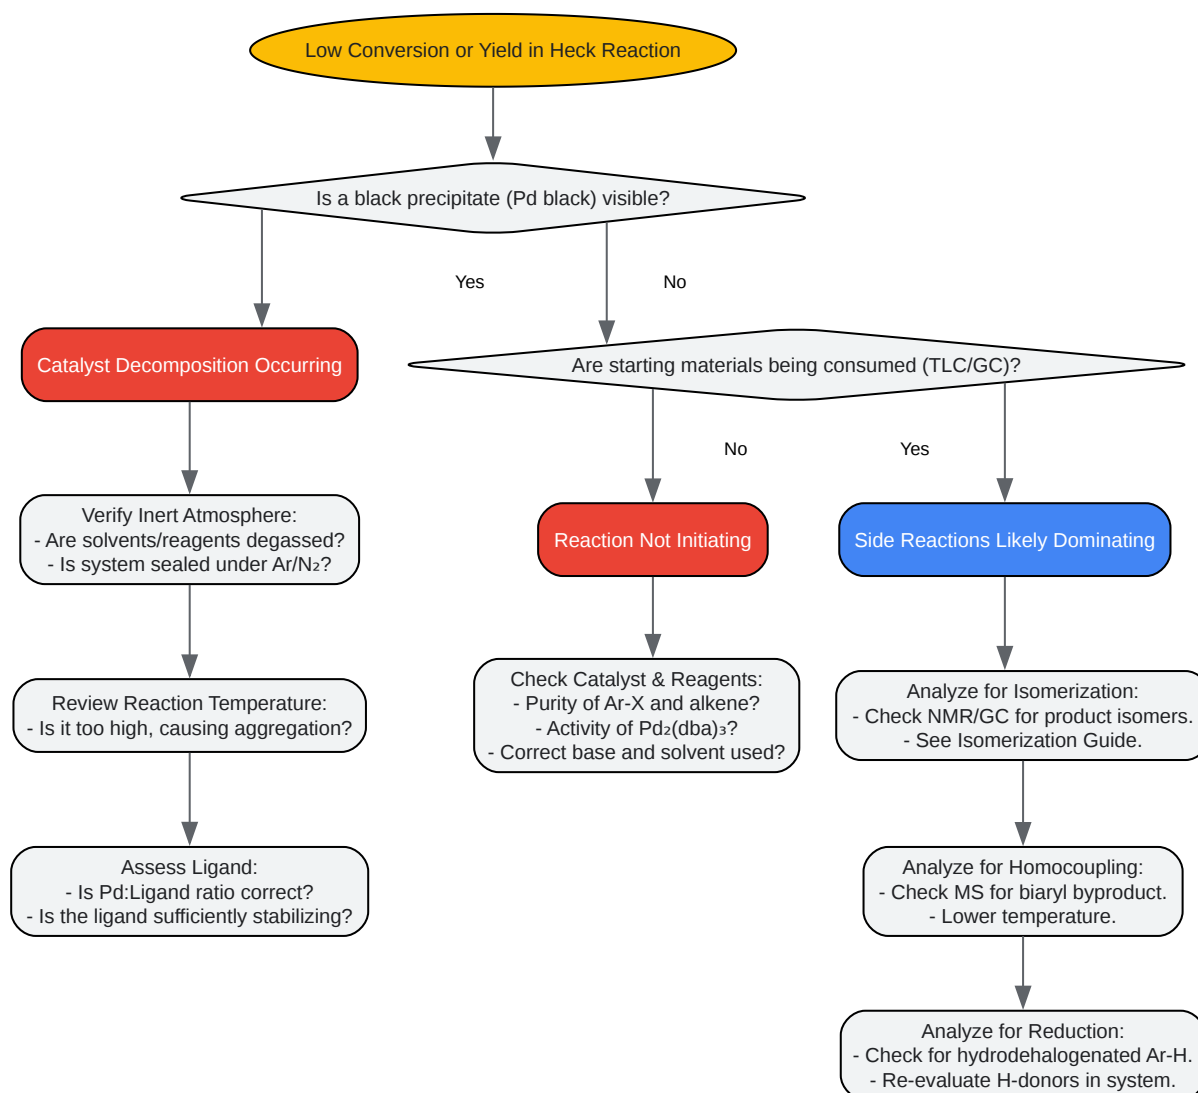 Low Conversion or Yield in Heck Reaction
Is a black precipitate (Pd black) visible?
Yes
No
Catalyst Decomposition Occurring
Are starting materials being consumed (TLC/GC)?
No
Yes
Verify Inert Atmosphere:
- Are solvents/reagents degassed?
- Is system sealed under Ar/N₂?
Reaction Not Initiating
Side Reactions Likely Dominating
Review Reaction Temperature:
- Is it too high, causing aggregation?
Check Catalyst & Reagents:
- Purity of Ar-X and alkene?
- Activity of Pd₂(dba)₃?
- Correct base and solvent used?
Analyze for Isomerization:
- Check NMR/GC for product isomers.
- See Isomerization Guide.
Assess Ligand:
- Is Pd:Ligand ratio correct?
- Is the ligand sufficiently stabilizing?
Analyze for Homocoupling:
- Check MS for biaryl byproduct.
- Lower temperature.
Analyze for Reduction:
- Check for hydrodehalogenated Ar-H.
- Re-evaluate H-donors in system.